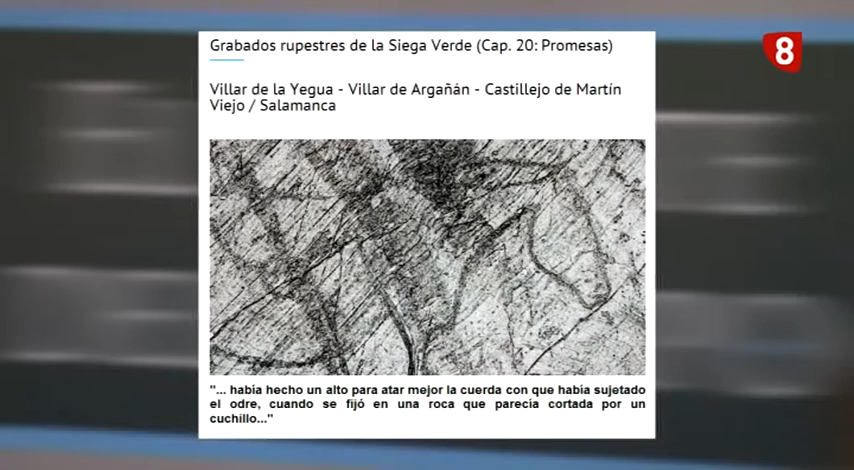 Grabados rupestres de la Siega Verde (Cap. 20: Promesas)
8
Villar de la Yegua - Villar de Argañán - Castillejo de Martín
Viejo / Salamanca
"... había hecho un alto para atar mejor la cuerda con que había sujetado
el odre, cuando se fijó en una roca que parecía cortada por un
cuchillo..."